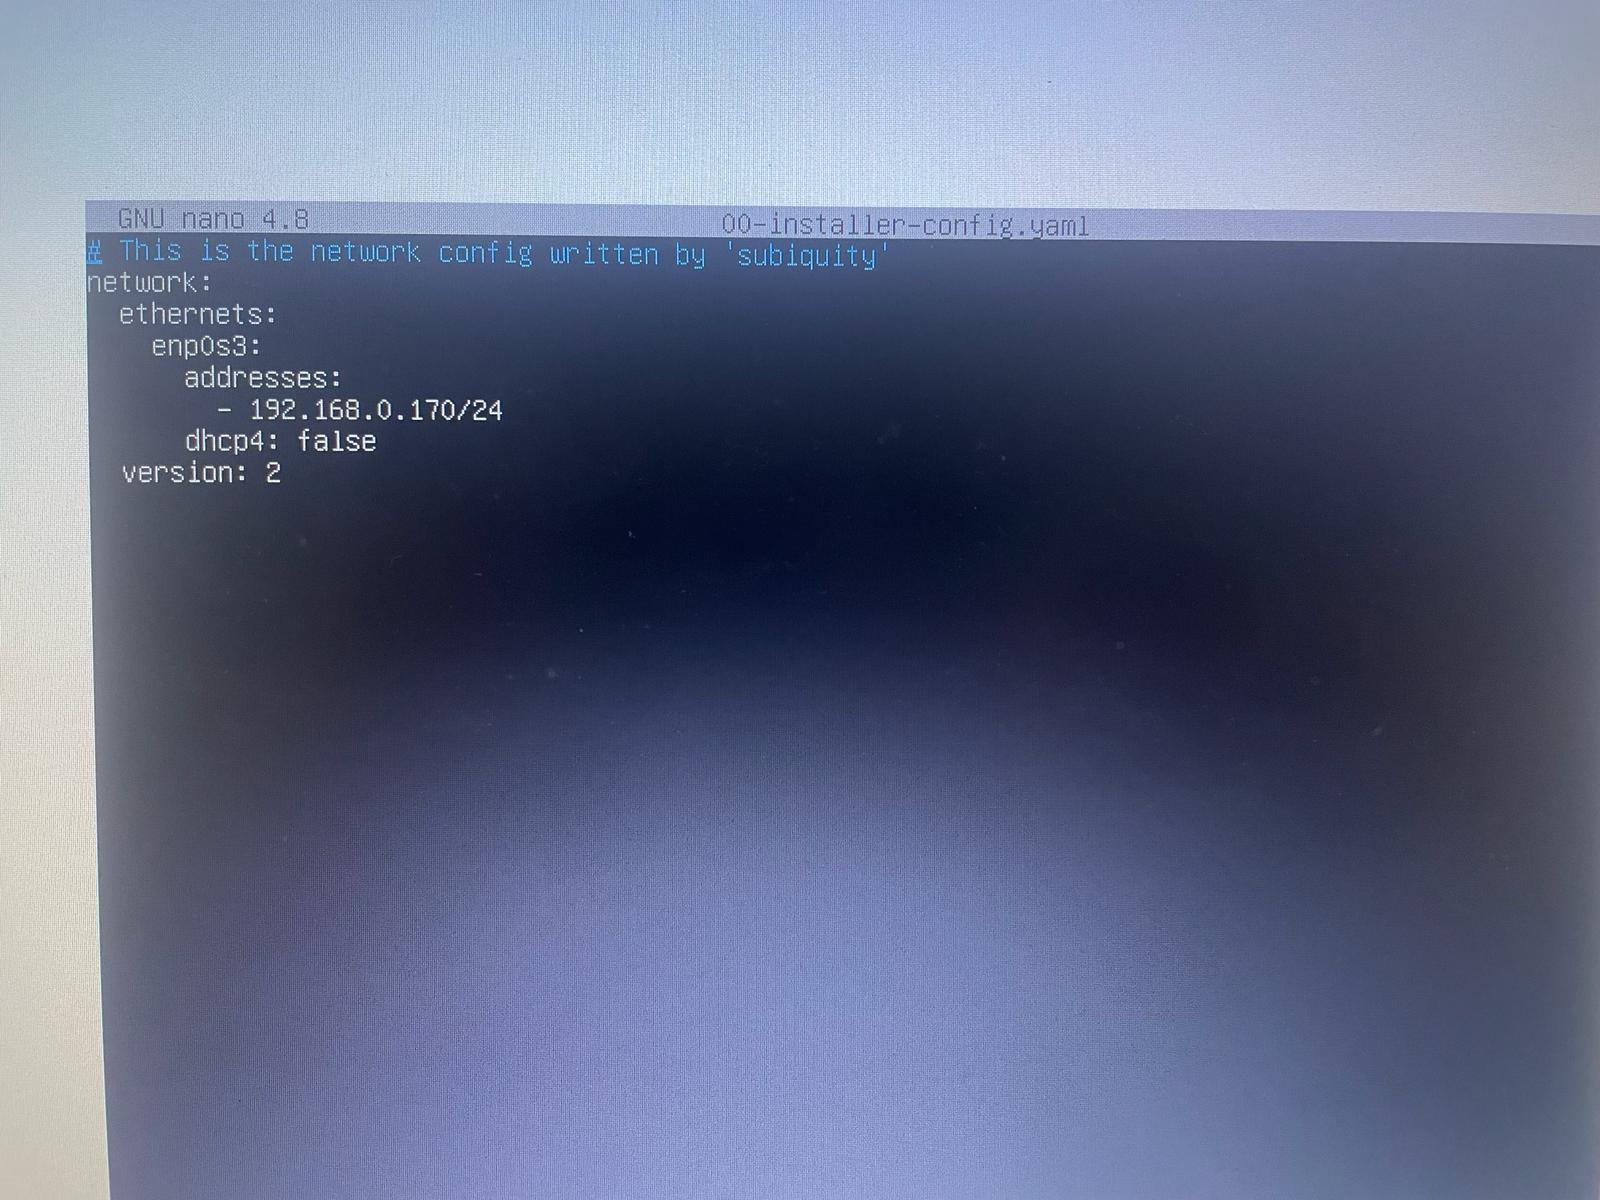 GNU nano 4.8 00-installer-config.yaml
# This is the network config written by 'subiquity'
network:
  ethernets:
    enp0s3:
      addresses:
        - 192.168.0.170/24
      dhcp4: false
  version: 2